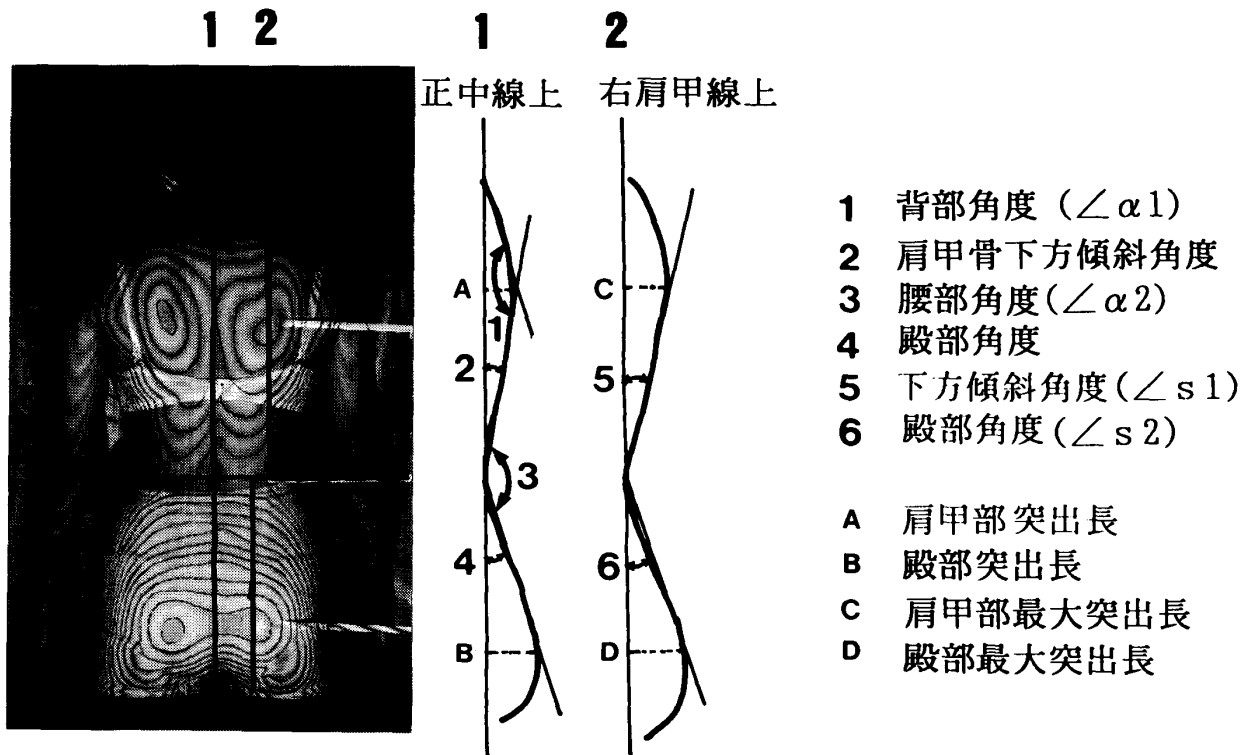 1 2
1 2
正中線上 右肩甲線上
A
1
2
3
4
B
C
5
6
D
1 背部角度 (∠α1)
2 肩甲骨下方傾斜角度
3 腰部角度(∠α2)
4 殿部角度
5 下方傾斜角度(∠s1)
6 殿部角度(∠s2)
A 肩甲部突出長
B 殿部突出長
C 肩甲部最大突出長
D 殿部最大突出長